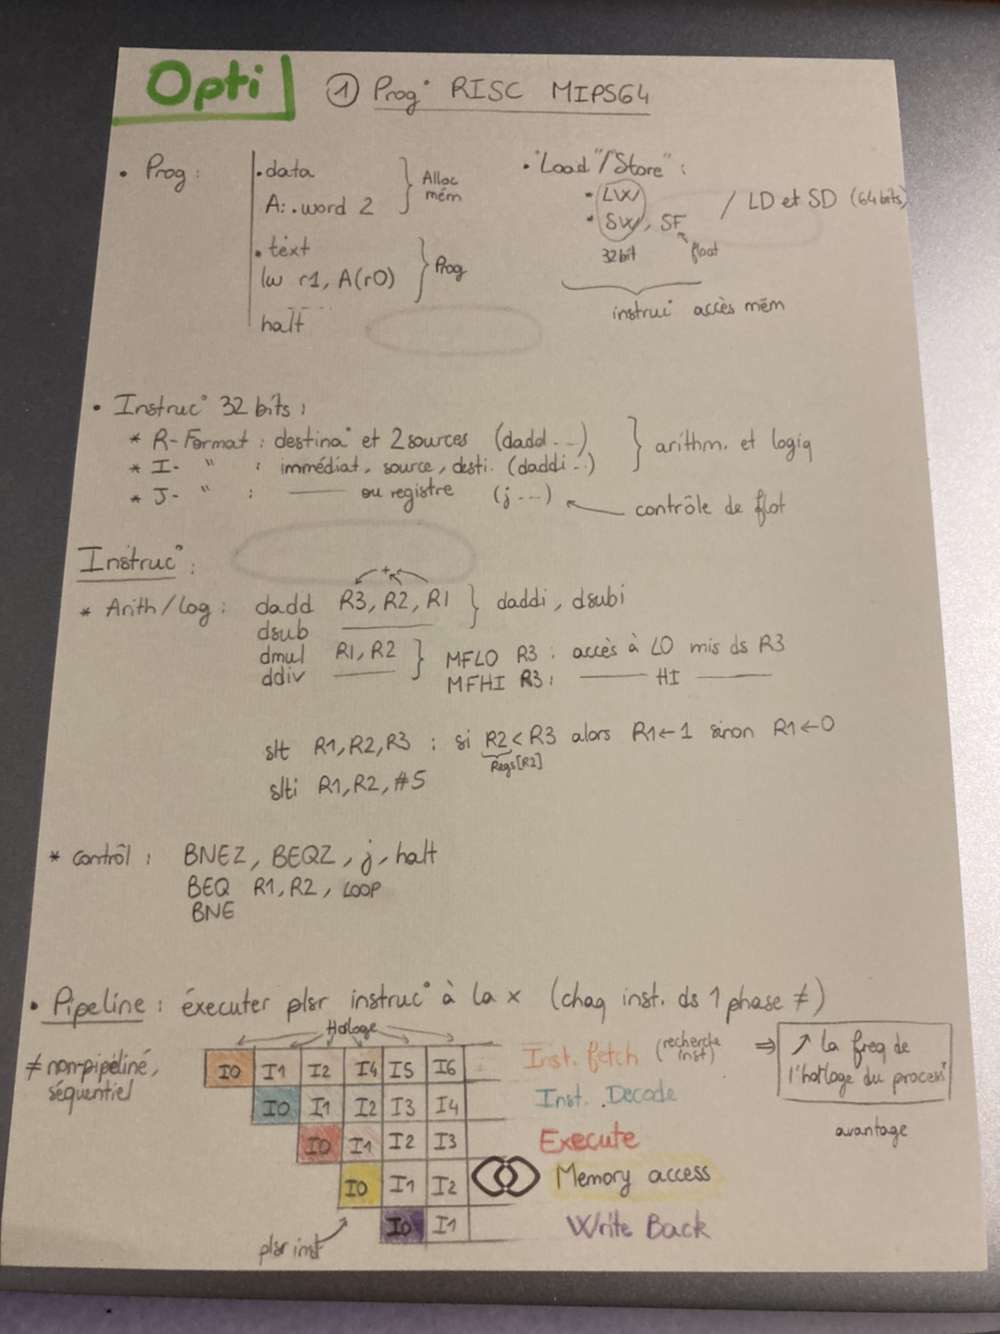 Opti
① Prog° RISC MIPS64
• Prog :
.data
A: .word 2
Alloc mém
.text
lw r1, A(r0)
Prog
halt
• "Load"/"Store" :
• LW
• SW, SF
/ LD et SD (64 bits)
32bit
float
instruc° accès mém
• Instruc° 32 bits :
* R-Format : destina° et 2 sources (dadd ...)
* I- " : immédiat, source, desti. (daddi ..)
* J- " : —— ou registre (j ...)
arithm. et logiq
contrôle de flot
Instruc° :
* Arith/log : dadd R3, R2, R1
+
dsub ——
daddi, dsubi
dmul R1, R2
ddiv ——
MFLO R3 : accès à LO mis ds R3
MFHI R3 : —— HI ——
slt R1, R2, R3 : si R2 < R3 alors R1 ← 1 sinon R1 ← 0
Regs[R2]
slti R1, R2, #5
* Contrôl : BNEZ, BEQZ, j, halt
BEQ R1, R2, LOOP
BNE
• Pipeline : éxecuter plsr instruc° à la x (chaq inst. ds 1 phase ≠)
≠ non-pipéliné, séquentiel
Horloge
I0 I1 I2 I4 I5 I6
Inst. fetch (recherche inst)
I0 I1 I2 I3 I4
Inst. Decode
I0 I1 I2 I3
Execute
I0 I1 I2
Memory access
I0 I1
Write Back
plsr inst
⇒ ↗ la freq de l'horloge du process°
avantage